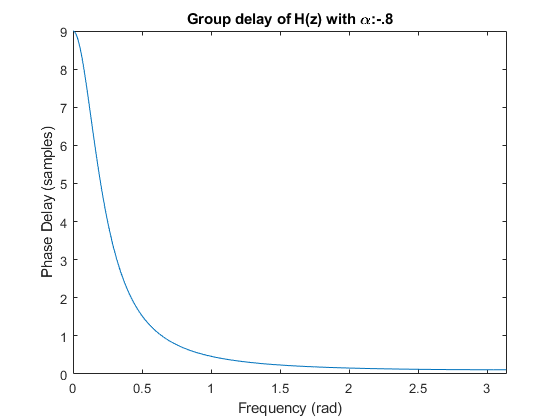 Group delay of H(z) with α:-.8
9
8
7
6
5
4
3
2
1
0
Phase Delay (samples)
0 0.5 1 1.5 2 2.5 3
Frequency (rad)